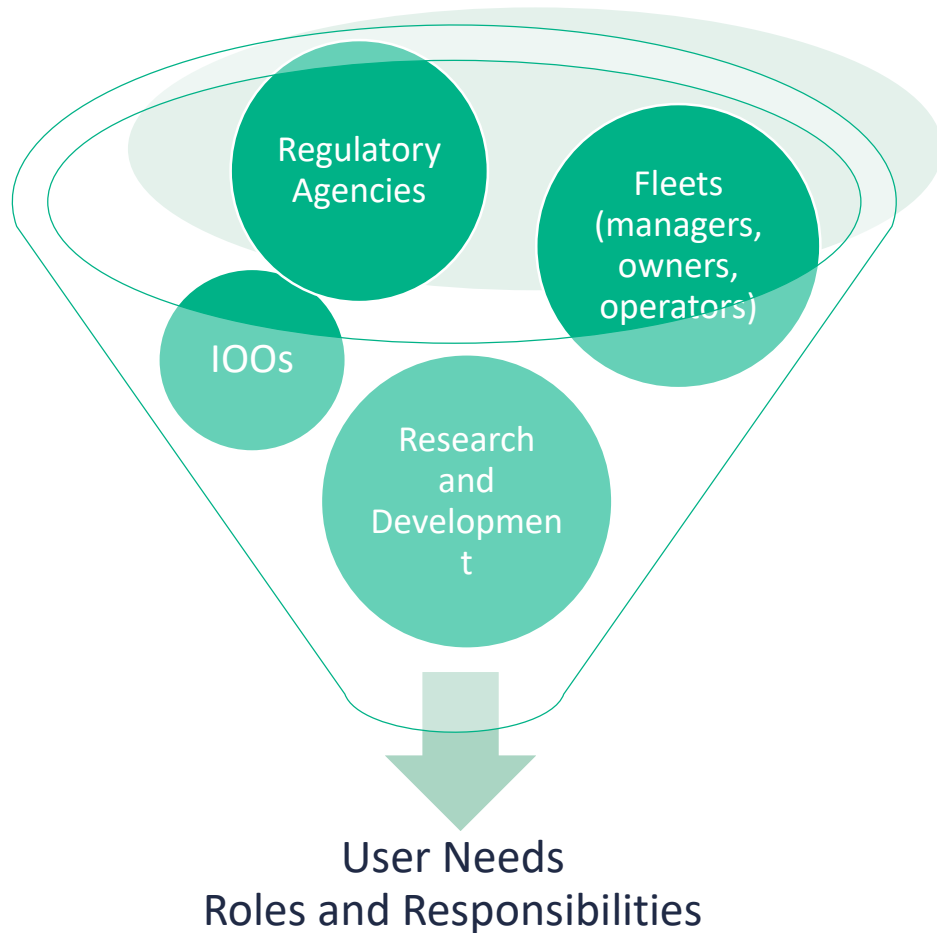 Regulatory
Agencies
Fleets
(managers,
owners,
operators)
IOOs
Research
and
Developmen
t
User Needs
Roles and Responsibilities